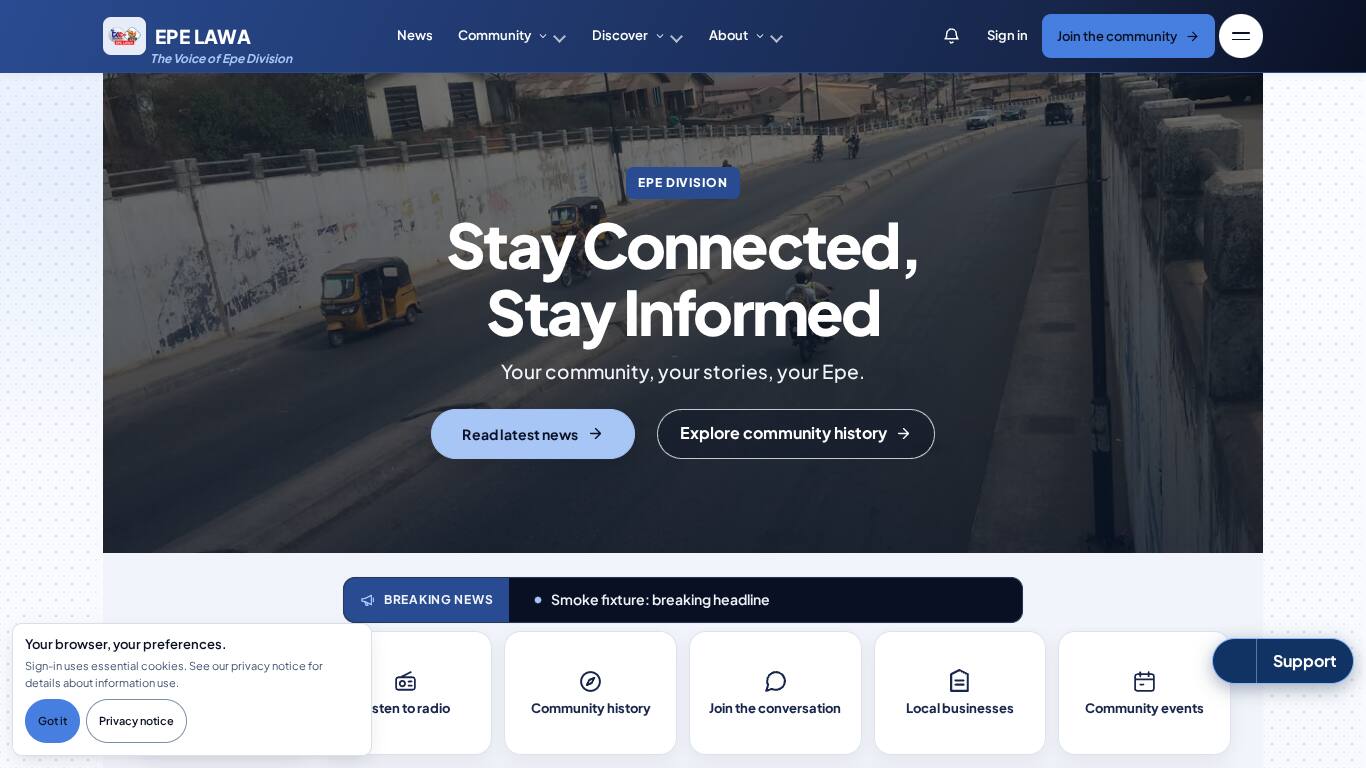 EPE LAWA
The Voice of Epe Division
News
Community
Discover
About
Sign in
Join the community
EPE DIVISION
Stay Connected,
Stay Informed
Your community, your stories, your Epe.
Read latest news
Explore community history
BREAKING NEWS
Smoke fixture: breaking headline
Your browser, your preferences.
Sign-in uses essential cookies. See our privacy notice for
details about information use.
Got it
Privacy notice
sten to radio
Community history
Join the conversation
Local businesses
Community events
Support